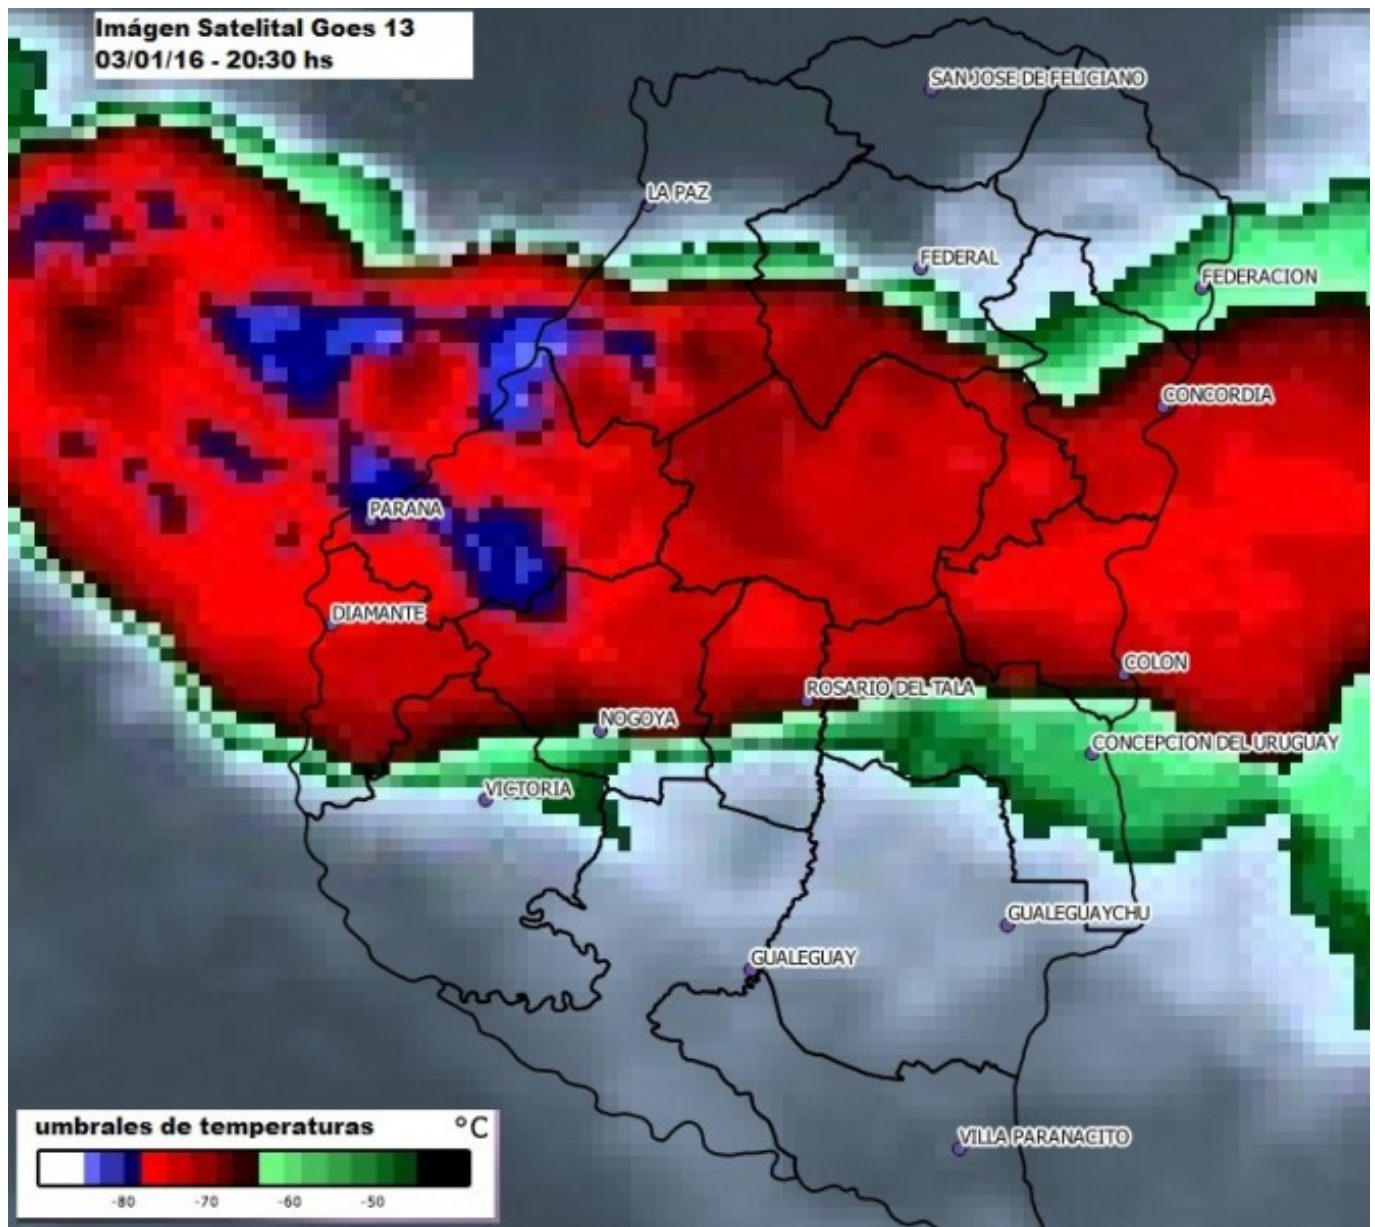 Imágen Satelital Goes 13
03/01/16 - 20:30 hs
SAN JOSE DE FELICIANO
LA PAZ
FEDERAL
FEDERACION
CONCORDIA
PARANA
DIAMANTE
COLON
ROSARIO DEL TALA
NOGOYA
CONCEPCION DEL URUGUAY
VICTORIA
GUALEGUAYCHU
GUALEGUAY
VILLA PARANACITO
umbrales de temperaturas °C
-80 -70 -60 -50